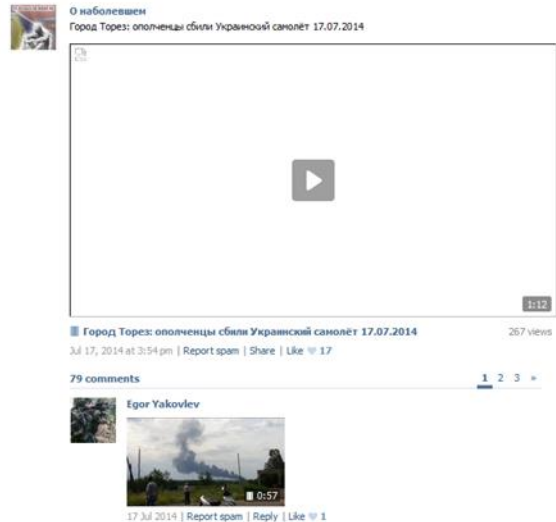 О наболевшем
Город Торез: ополченцы сбили Украинский самолёт 17.07.2014
1:12
Город Торез: ополченцы сбили Украинский самолёт 17.07.2014
267 views
Jul 17, 2014 at 3:54 pm | Report spam | Share | Like 17
79 comments
1 2 3 »
Egor Yakovlev
0:57
17 Jul 2014 | Report spam | Reply | Like 1